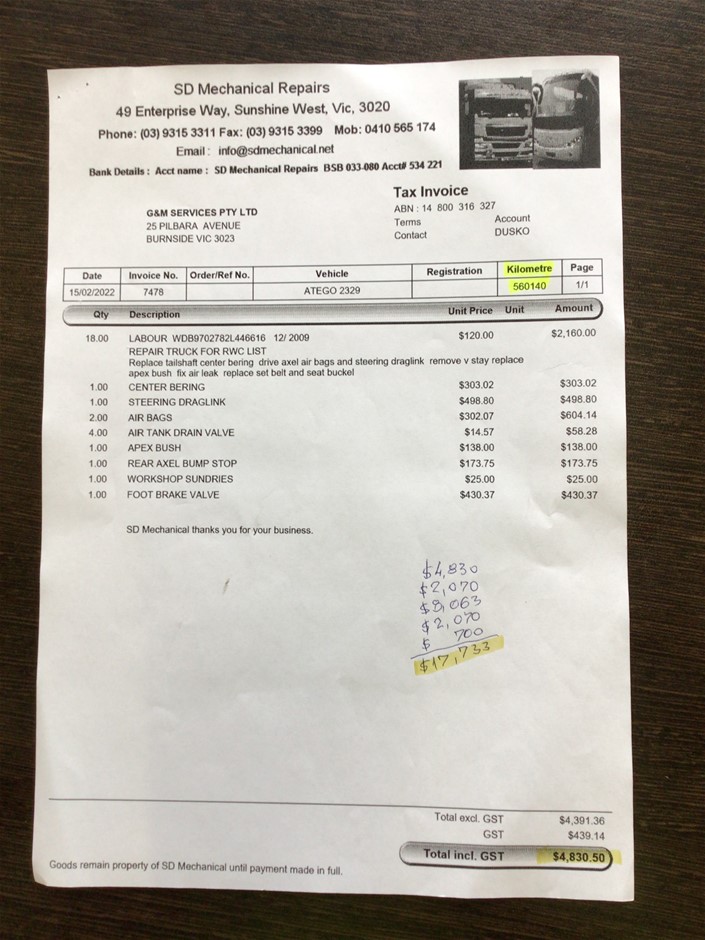 SD Mechanical Repairs
49 Enterprise Way, Sunshine West, Vic, 3020
Phone: (03) 9315 3311 Fax: (03) 9315 3399 Mob: 0410 565 174
Email : info@sdmechanical.net
Bank Details : Acct name : SD Mechanical Repairs BSB 033-080 Acct# 534 221
Tax Invoice
ABN : 14 800 316 327
Terms Account
Contact DUSKO
G&M SERVICES PTY LTD
25 PILBARA AVENUE
BURNSIDE VIC 3023
Date Invoice No. Order/Ref No. Vehicle Registration Kilometre Page
15/02/2022 7478 ATEGO 2329 560140 1/1
Qty Description Unit Price Unit Amount
18.00 LABOUR WDB9702782L446616 12/ 2009 $120.00 $2,160.00
REPAIR TRUCK FOR RWC LIST
Replace tailshaft center bering drive axel air bags and steering draglink remove v stay replace
apex bush fix air leak replace set belt and seat buckel
1.00 CENTER BERING $303.02 $303.02
1.00 STEERING DRAGLINK $498.80 $498.80
2.00 AIR BAGS $302.07 $604.14
4.00 AIR TANK DRAIN VALVE $14.57 $58.28
1.00 APEX BUSH $138.00 $138.00
1.00 REAR AXEL BUMP STOP $173.75 $173.75
1.00 WORKSHOP SUNDRIES $25.00 $25.00
1.00 FOOT BRAKE VALVE $430.37 $430.37
SD Mechanical thanks you for your business.
$4,830
$2,070
$8,063
$2,070
$ 700
$17,733
Total excl. GST $4,391.36
GST $439.14
Total incl. GST $4,830.50
Goods remain property of SD Mechanical until payment made in full.